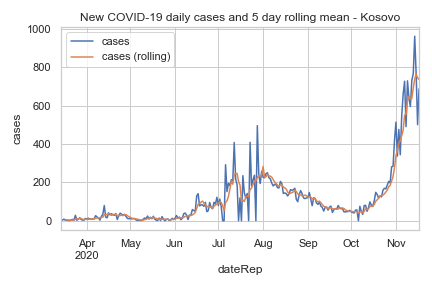 New COVID-19 daily cases and 5 day rolling mean - Kosovo
cases
cases (rolling)
1000
800
600
400
200
0
cases
Apr
2020
May
Jun
Jul
Aug
Sep
Oct
Nov
dateRep